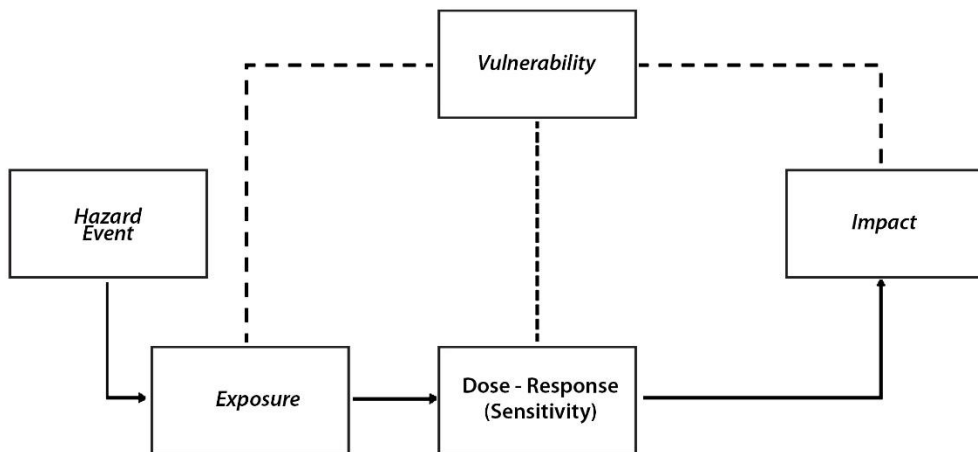 Vulnerability
Hazard
Event
Impact
Exposure
Dose - Response
(Sensitivity)